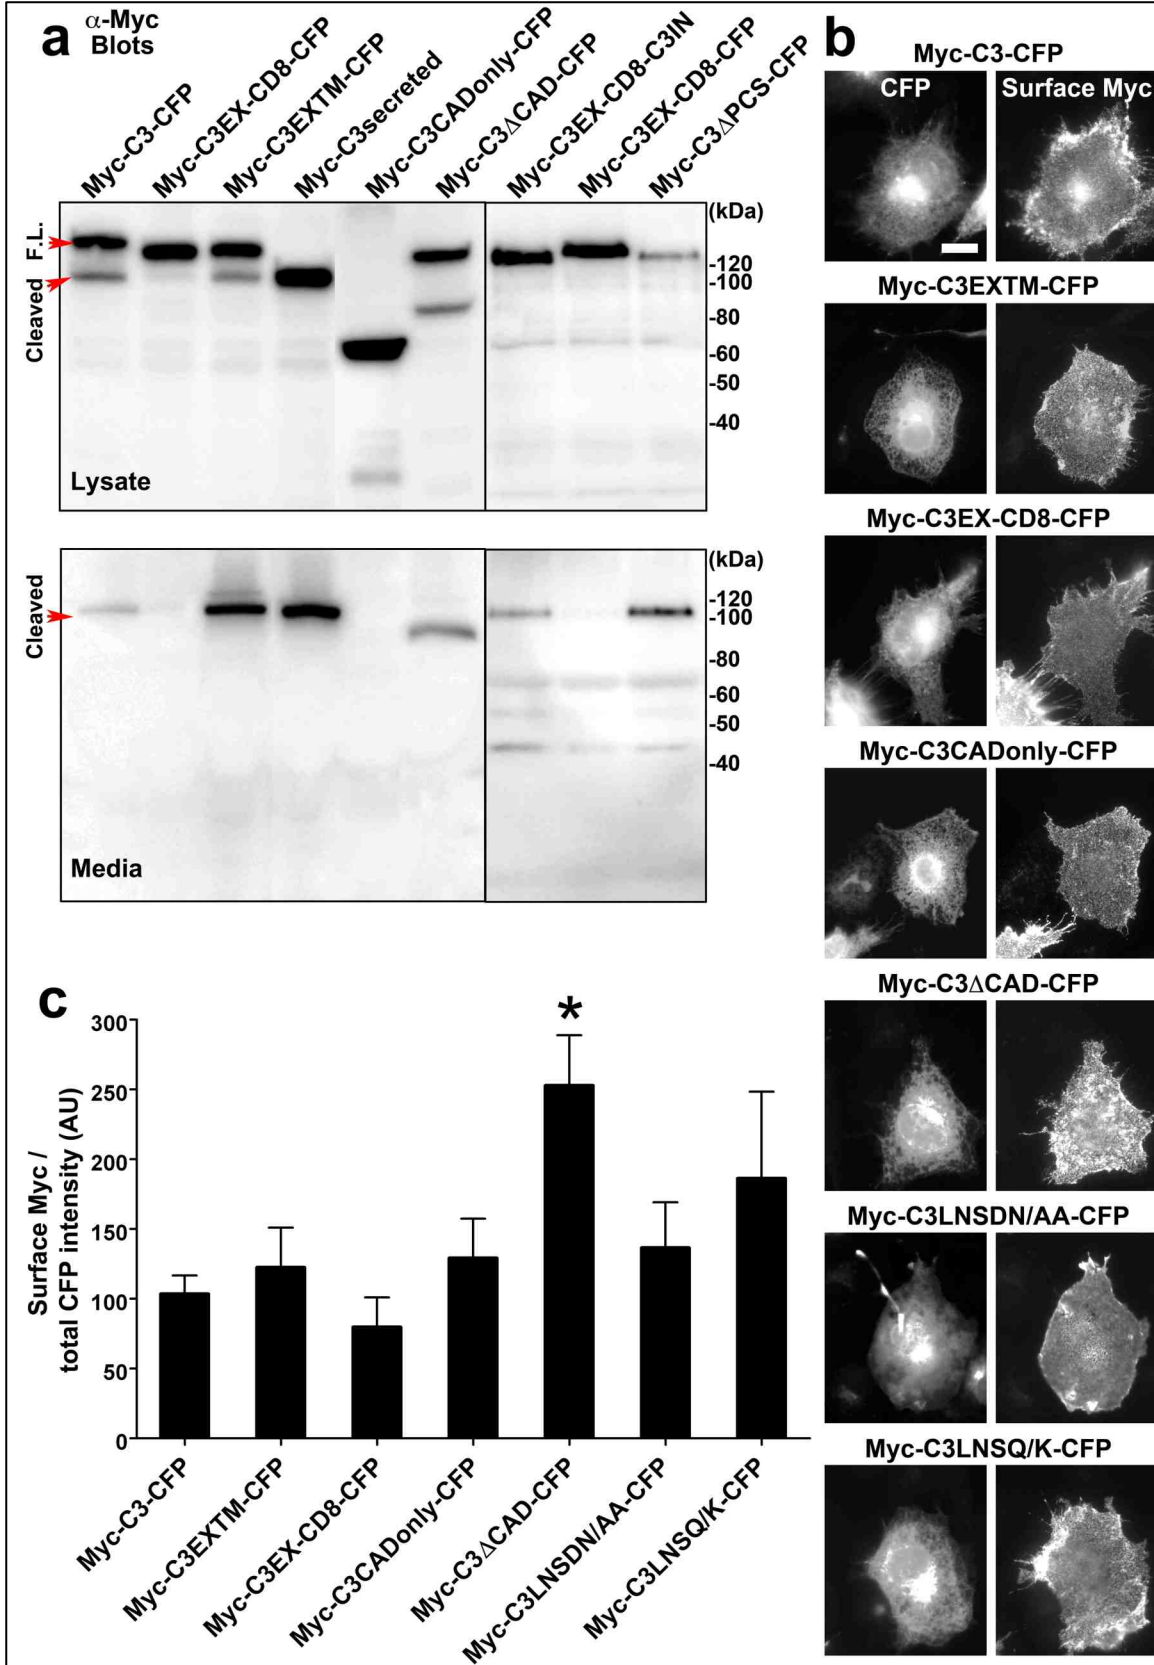 a
α-Myc
Blots
Myc-C3-CFP
Myc-C3EX-CD8-CFP
Myc-C3EXTM-CFP
Myc-C3secreted
Myc-C3CADonly-CFP
Myc-C3ΔCAD-CFP
Myc-C3EX-CD8-C3IN
Myc-C3EX-CD8-CFP
Myc-C3ΔPCS-CFP
F.L.
Cleaved
(kDa)
-120
-100
-80
-60
-50
-40
Lysate
Cleaved
(kDa)
-120
-100
-80
-60
-50
-40
Media
b
Myc-C3-CFP
CFP
Surface Myc
Myc-C3EXTM-CFP
Myc-C3EX-CD8-CFP
Myc-C3CADonly-CFP
Myc-C3ΔCAD-CFP
Myc-C3LNSDN/AA-CFP
Myc-C3LNSQ/K-CFP
c
Surface Myc /
total CFP intensity (AU)
300
250
200
150
100
50
0
*
Myc-C3-CFP
Myc-C3EXTM-CFP
Myc-C3EX-CD8-CFP
Myc-C3CADonly-CFP
Myc-C3ΔCAD-CFP
Myc-C3LNSDN/AA-CFP
Myc-C3LNSQ/K-CFP